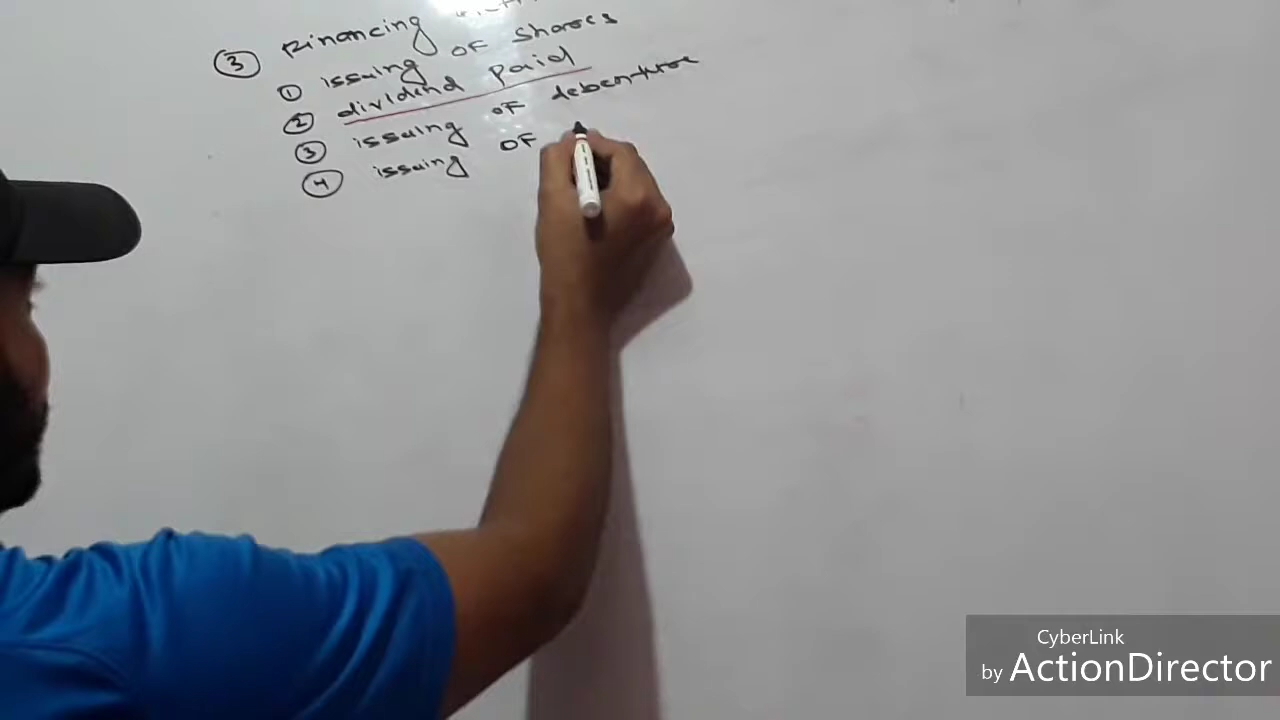 ③ Financing
① issuing of shares
② dividend paid
③ issuing of debenture
④ issuing of
CyberLink
by ActionDirector